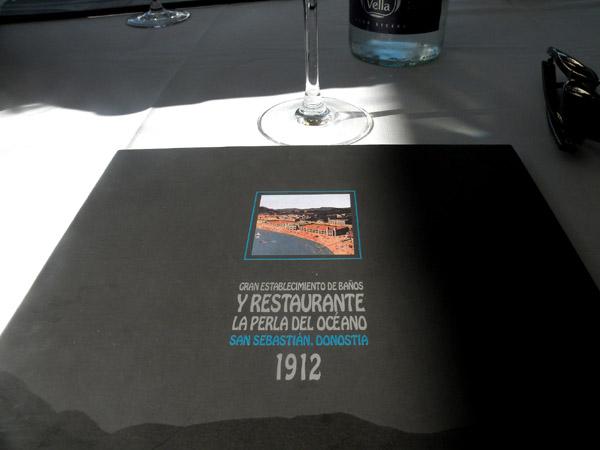 Vella
GRAN ESTABLECIMIENTO DE BAÑOS
Y RESTAURANTE
LA PERLA DEL OCÉANO
SAN SEBASTIÁN. DONOSTIA
1912